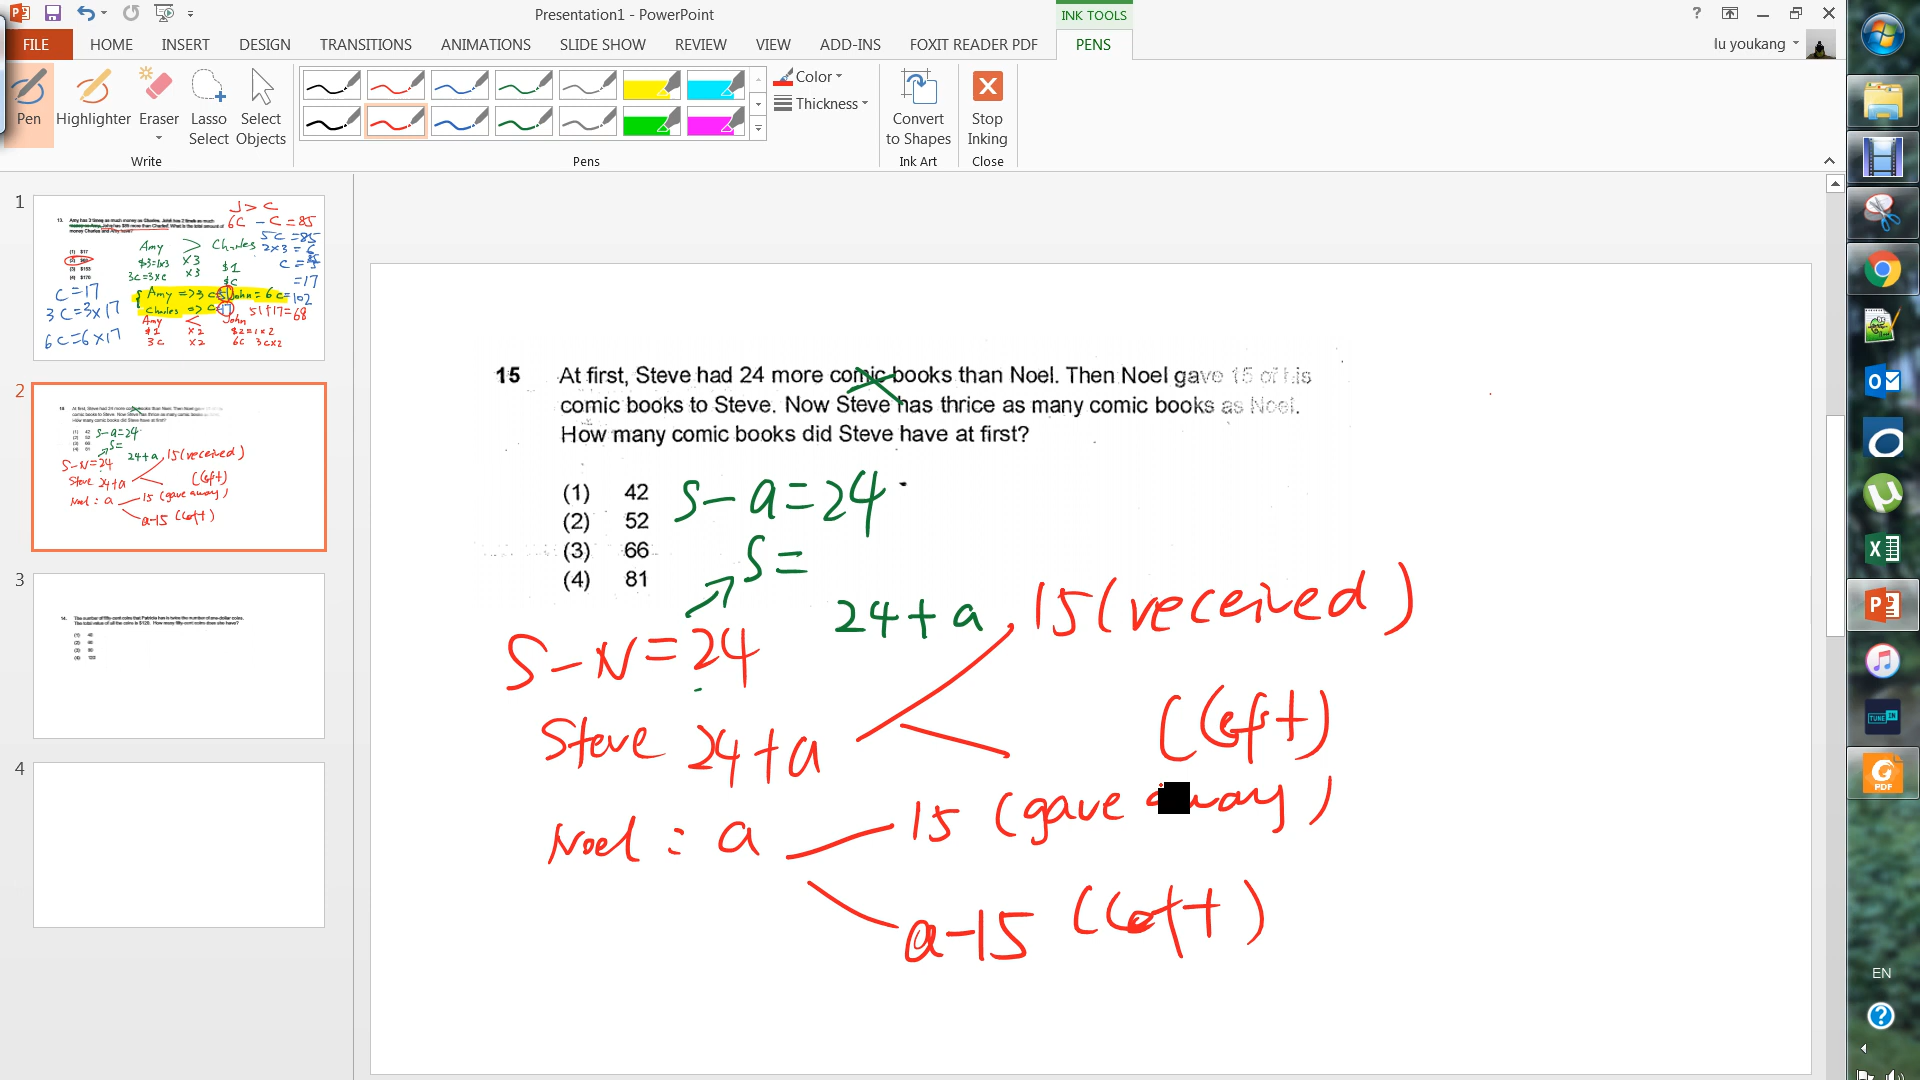 Presentation1 - PowerPoint
INK TOOLS
FILE HOME INSERT DESIGN TRANSITIONS ANIMATIONS SLIDE SHOW REVIEW VIEW ADD-INS FOXIT READER PDF PENS
lu youkang
Pen Highlighter Eraser Lasso Select Select Objects
Color
Thickness
Convert to Shapes
Stop Inking
Write Pens Ink Art Close
1
2
3
4
15 At first, Steve had 24 more comic books than Noel. Then Noel gave 15 of his
comic books to Steve. Now Steve has thrice as many comic books as Noel.
How many comic books did Steve have at first?
(1) 42
(2) 52
(3) 66
(4) 81
S-a=24
S=
24+a
15(received)
S-N=24
Steve 24+a
(left)
Noel : a
15 (gave away)
a-15 (left)
EN